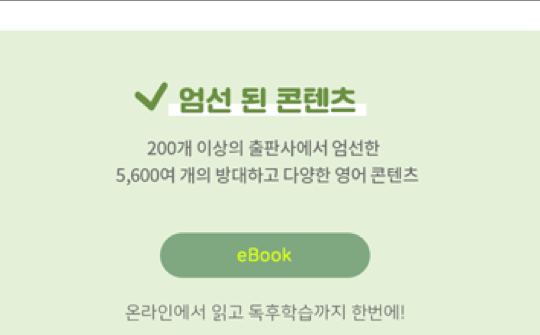 엄선 된 콘텐츠
200개 이상의 출판사에서 엄선한
5,600여 개의 방대하고 다양한 영어 콘텐츠
eBook
온라인에서 읽고 독후학습까지 한번에!